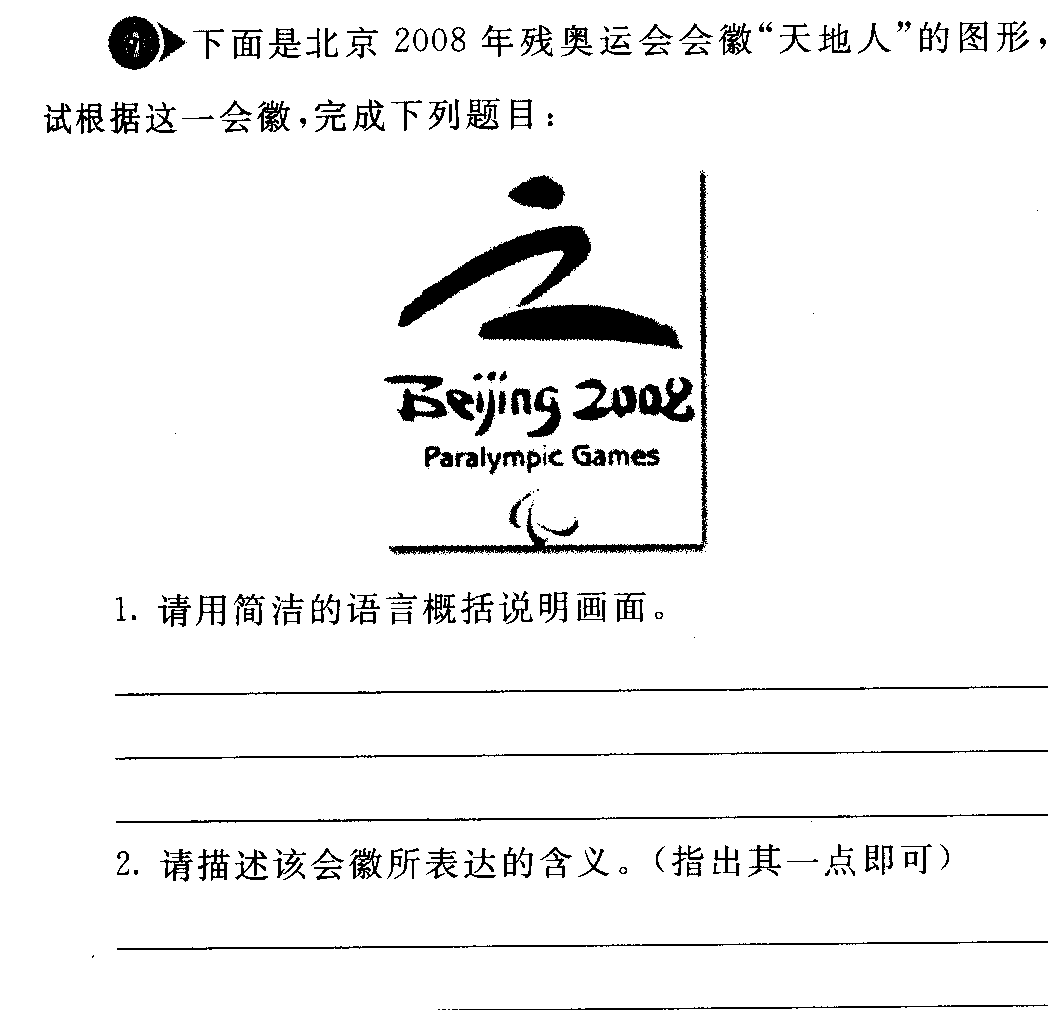 下面是北京 2008 年残奥运会会徽“天地人”的图形，
试根据这一会徽，完成下列题目：
Beijing 2008
Paralympic Games
1. 请用简洁的语言概括说明画面。
2. 请描述该会徽所表达的含义。（指出其一点即可）